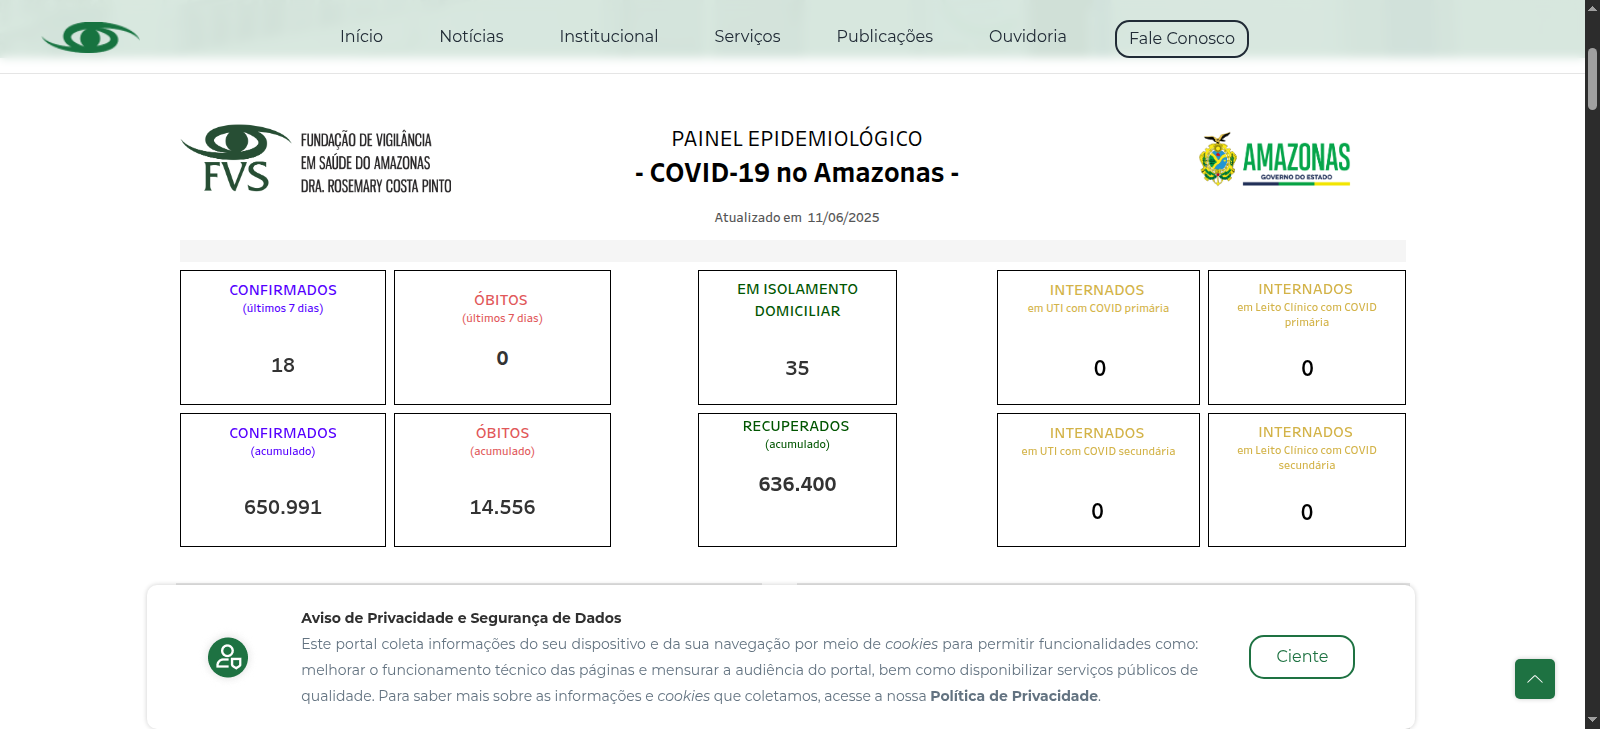 Início Notícias Institucional Serviços Publicações Ouvidoria Fale Conosco
FVS
FUNDAÇÃO DE VIGILÂNCIA
EM SAÚDE DO AMAZONAS
DRA. ROSEMARY COSTA PINTO
PAINEL EPIDEMIOLÓGICO
- COVID-19 no Amazonas -
Atualizado em 11/06/2025
AMAZONAS
GOVERNO DO ESTADO
CONFIRMADOS
(últimos 7 dias)
18
ÓBITOS
(últimos 7 dias)
0
EM ISOLAMENTO
DOMICILIAR
35
INTERNADOS
em UTI com COVID primária
0
INTERNADOS
em Leito Clínico com COVID
primária
0
CONFIRMADOS
(acumulado)
650.991
ÓBITOS
(acumulado)
14.556
RECUPERADOS
(acumulado)
636.400
INTERNADOS
em UTI com COVID secundária
0
INTERNADOS
em Leito Clínico com COVID
secundária
0
Aviso de Privacidade e Segurança de Dados
Este portal coleta informações do seu dispositivo e da sua navegação por meio de cookies para permitir funcionalidades como:
melhorar o funcionamento técnico das páginas e mensurar a audiência do portal, bem como disponibilizar serviços públicos de
qualidade. Para saber mais sobre as informações e cookies que coletamos, acesse a nossa Política de Privacidade.
Ciente